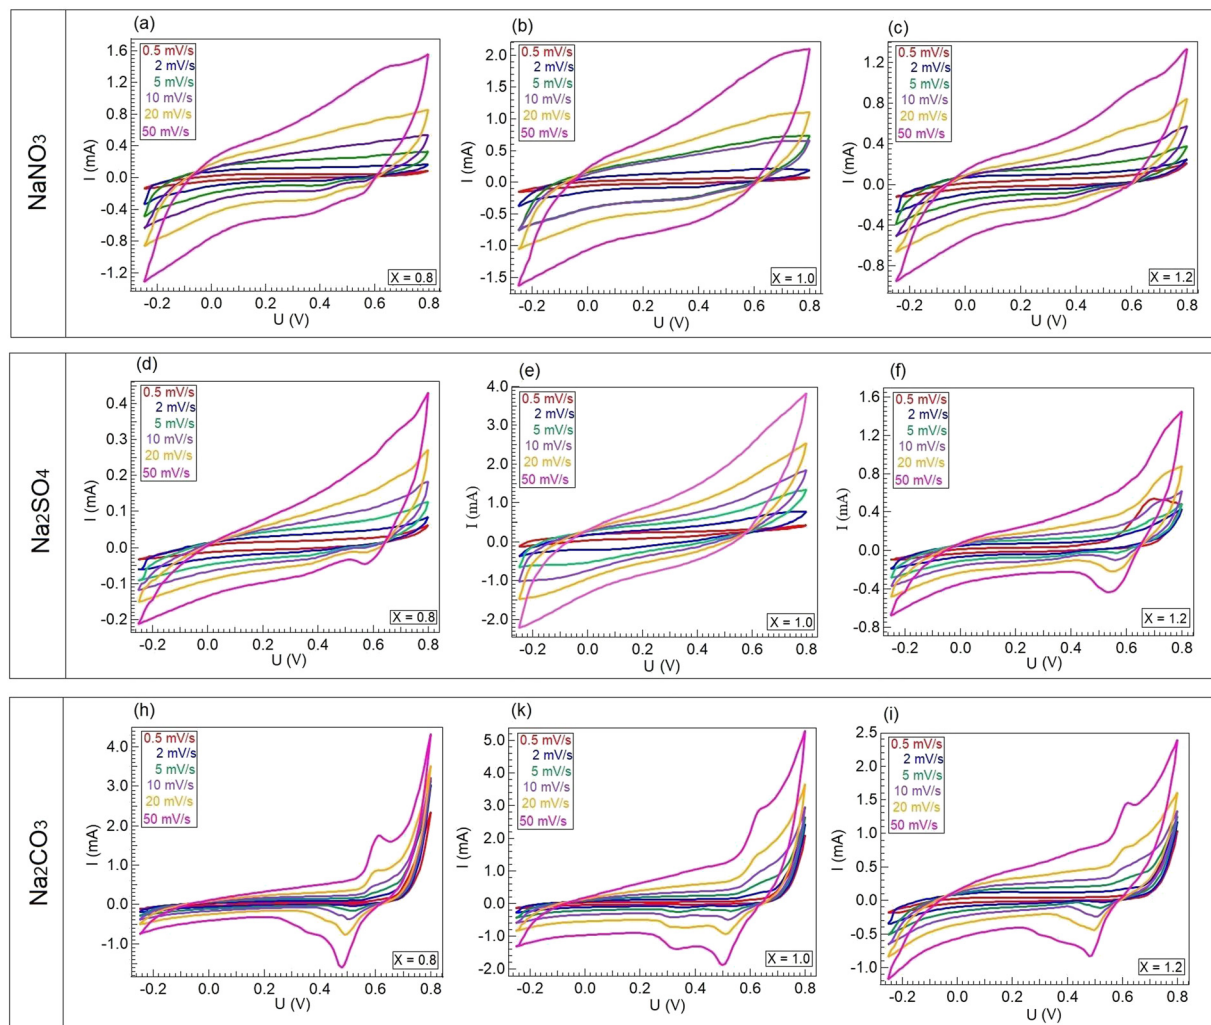 NaNO3
(a)
1.6
1.2
0.8
0.4
0.0
-0.4
-0.8
-1.2
I (mA)
0.5 mV/s
2 mV/s
5 mV/s
10 mV/s
20 mV/s
50 mV/s
X = 0.8
-0.2 0.0 0.2 0.4 0.6 0.8
U (V)
(b)
2.0
1.5
1.0
0.5
0.0
-0.5
-1.0
-1.5
I (mA)
0.5 mV/s
2 mV/s
5 mV/s
10 mV/s
20 mV/s
50 mV/s
X = 1.0
-0.2 0.0 0.2 0.4 0.6 0.8
U (V)
(c)
1.2
0.8
0.4
0.0
-0.4
-0.8
I (mA)
0.5 mV/s
2 mV/s
5 mV/s
10 mV/s
20 mV/s
50 mV/s
X = 1.2
-0.2 0.0 0.2 0.4 0.6 0.8
U (V)
Na2SO4
(d)
0.4
0.3
0.2
0.1
0.0
-0.1
-0.2
I (mA)
0.5 mV/s
2 mV/s
5 mV/s
10 mV/s
20 mV/s
50 mV/s
X = 0.8
-0.2 0.0 0.2 0.4 0.6 0.8
U (V)
(e)
4.0
3.0
2.0
1.0
0.0
-1.0
-2.0
I (mA)
0.5 mV/s
2 mV/s
5 mV/s
10 mV/s
20 mV/s
50 mV/s
X = 1.0
-0.2 0.0 0.2 0.4 0.6 0.8
U (V)
(f)
1.6
1.2
0.8
0.4
0.0
-0.4
-0.8
I (mA)
0.5 mV/s
2 mV/s
5 mV/s
10 mV/s
20 mV/s
50 mV/s
X = 1.2
-0.2 0.0 0.2 0.4 0.6 0.8
U (V)
Na2CO3
(h)
4.0
3.0
2.0
1.0
0.0
-1.0
I (mA)
0.5 mV/s
2 mV/s
5 mV/s
10 mV/s
20 mV/s
50 mV/s
X = 0.8
-0.2 0.0 0.2 0.4 0.6 0.8
U (V)
(k)
5.0
4.0
3.0
2.0
1.0
0.0
-1.0
-2.0
I (mA)
0.5 mV/s
2 mV/s
5 mV/s
10 mV/s
20 mV/s
50 mV/s
X = 1.0
-0.2 0.0 0.2 0.4 0.6 0.8
U (V)
(i)
2.5
2.0
1.5
1.0
0.5
0.0
-0.5
-1.0
I (mA)
0.5 mV/s
2 mV/s
5 mV/s
10 mV/s
20 mV/s
50 mV/s
X = 1.2
-0.2 0.0 0.2 0.4 0.6 0.8
U (V)